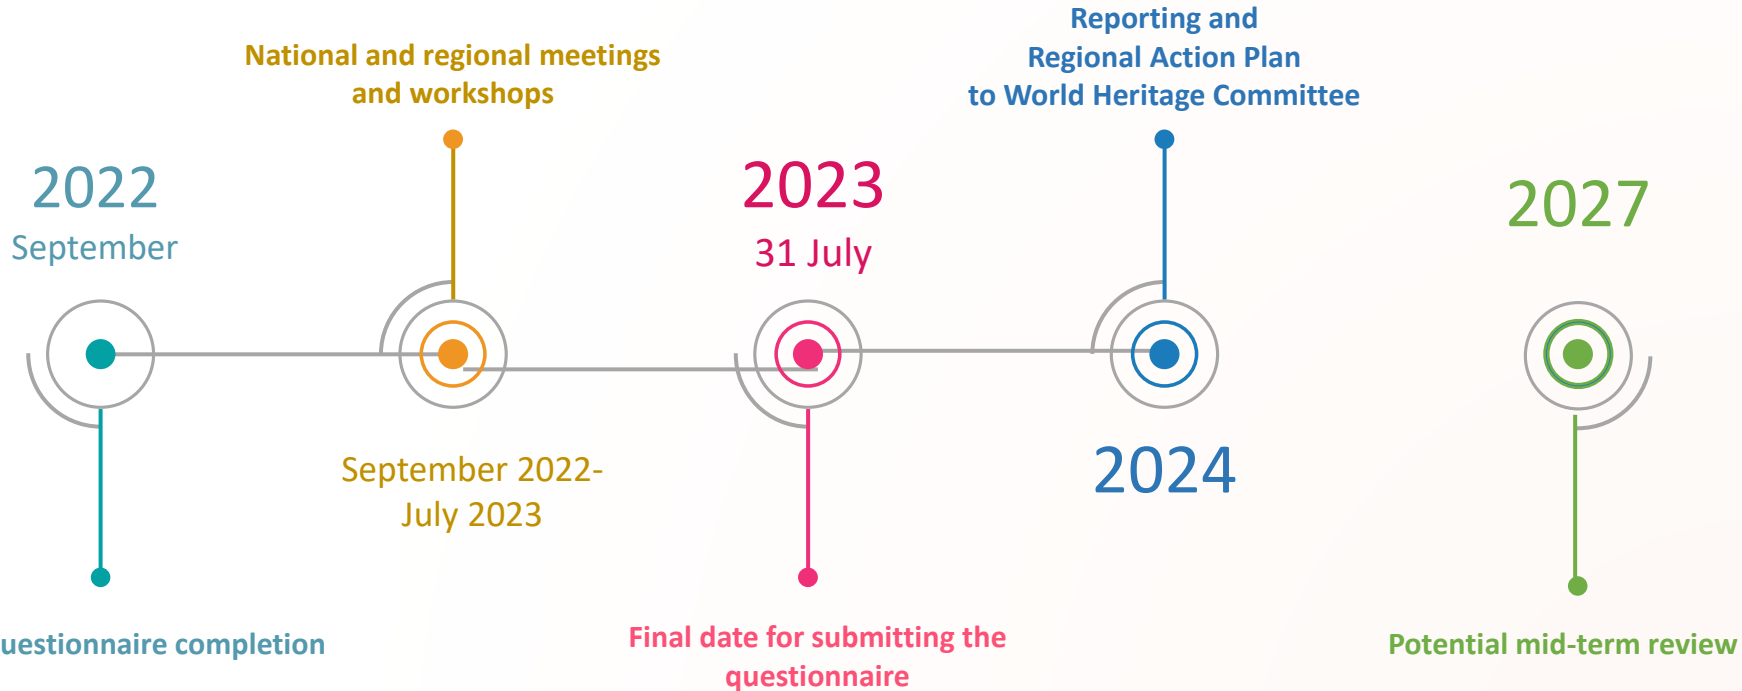 2022
September
uestionnaire completion
National and regional meetings
and workshops
September 2022-
July 2023
2023
31 July
Final date for submitting the
questionnaire
Reporting and
Regional Action Plan
to World Heritage Committee
2024
2027
Potential mid-term review